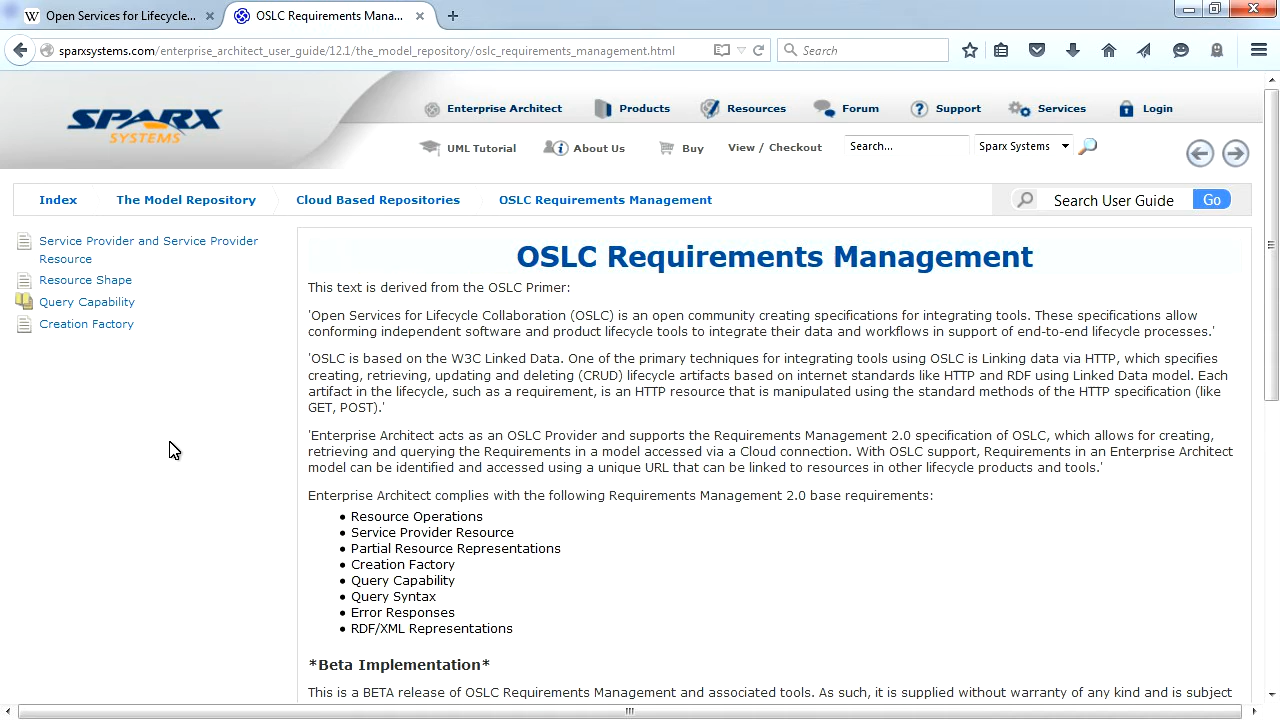 Open Services for Lifecycle...
OSLC Requirements Mana...
sparxsystems.com/enterprise_architect_user_guide/12.1/the_model_repository/oslc_requirements_management.html
Search
SPARX
SYSTEMS
Enterprise Architect
Products
Resources
Forum
Support
Services
Login
UML Tutorial
About Us
Buy
View / Checkout
Search...
Sparx Systems
Index
The Model Repository
Cloud Based Repositories
OSLC Requirements Management
Search User Guide
Go
Service Provider and Service Provider
Resource
Resource Shape
Query Capability
Creation Factory
OSLC Requirements Management
This text is derived from the OSLC Primer:
'Open Services for Lifecycle Collaboration (OSLC) is an open community creating specifications for integrating tools. These specifications allow
conforming independent software and product lifecycle tools to integrate their data and workflows in support of end-to-end lifecycle processes.'
'OSLC is based on the W3C Linked Data. One of the primary techniques for integrating tools using OSLC is Linking data via HTTP, which specifies
creating, retrieving, updating and deleting (CRUD) lifecycle artifacts based on internet standards like HTTP and RDF using Linked Data model. Each
artifact in the lifecycle, such as a requirement, is an HTTP resource that is manipulated using the standard methods of the HTTP specification (like
GET, POST).'
'Enterprise Architect acts as an OSLC Provider and supports the Requirements Management 2.0 specification of OSLC, which allows for creating,
retrieving and querying the Requirements in a model accessed via a Cloud connection. With OSLC support, Requirements in an Enterprise Architect
model can be identified and accessed using a unique URL that can be linked to resources in other lifecycle products and tools.'
Enterprise Architect complies with the following Requirements Management 2.0 base requirements:
• Resource Operations
• Service Provider Resource
• Partial Resource Representations
• Creation Factory
• Query Capability
• Query Syntax
• Error Responses
• RDF/XML Representations
*Beta Implementation*
This is a BETA release of OSLC Requirements Management and associated tools. As such, it is supplied without warranty of any kind and is subject